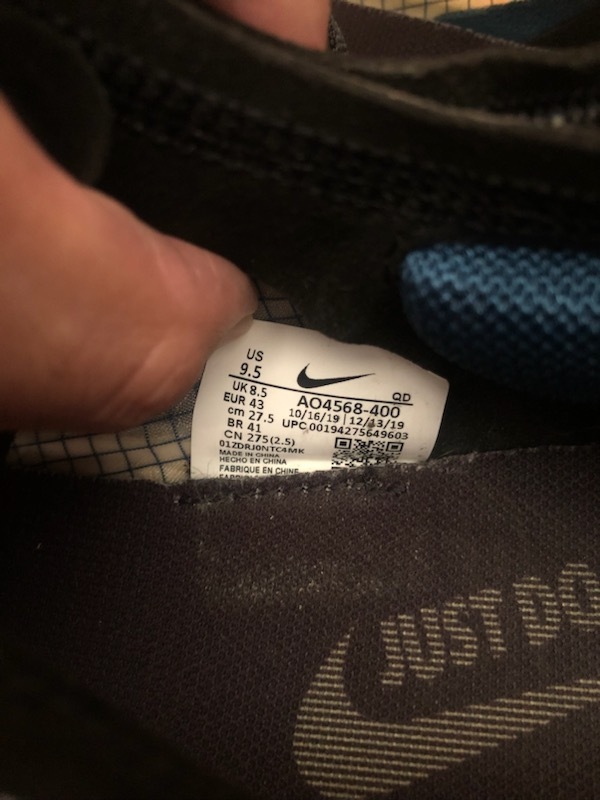 US
9.5
UK 8.5
EUR 43
cm 27.5
BR 41
CN 275(2.5)
QD
AO4568-400
10/16/19 | 12/13/19
UPC 00194275649603
01ZDRJ0NTC4MK
MADE IN CHINA
HECHO EN CHINA
FABRIQUE EN CHINE
JUST DO